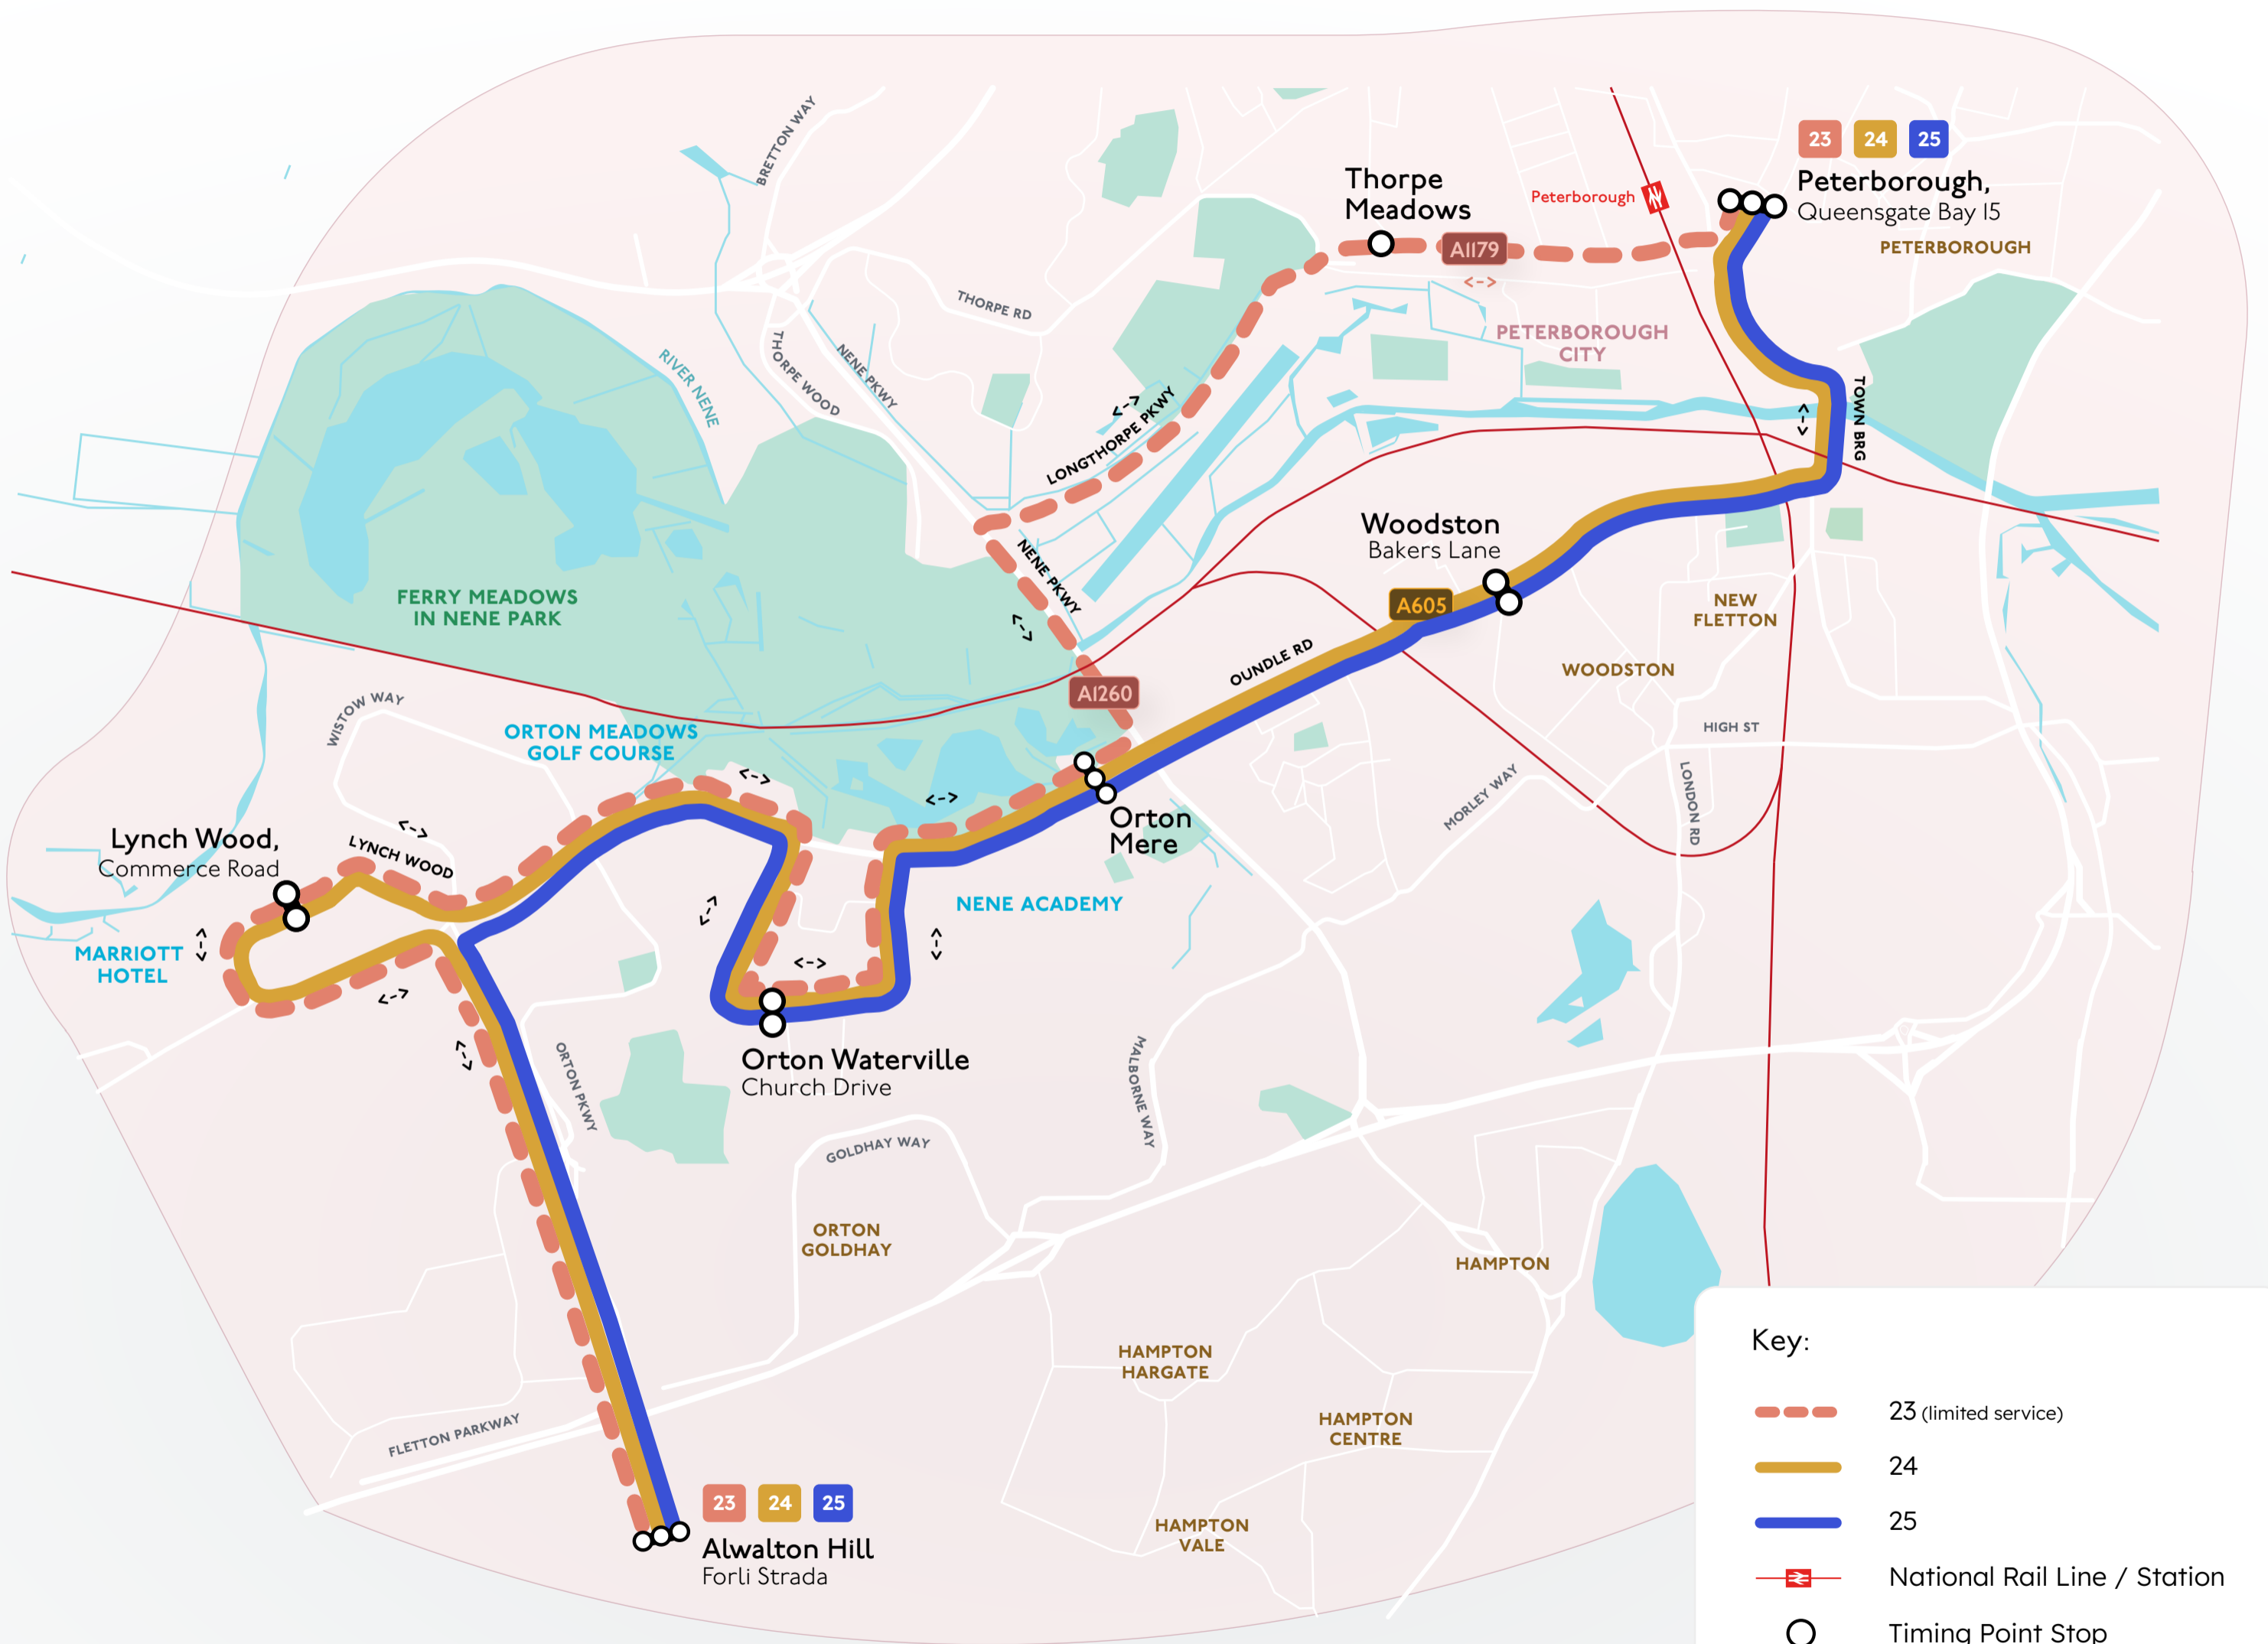 BRETTON WAY
23 24 25
Thorpe
Meadows
Peterborough
Peterborough,
Queensgate Bay 15
PETERBOROUGH
A1179
<->
THORPE RD
PETERBOROUGH
CITY
RIVER NENE
THORPE WOOD
NENE PKWY
<->
LONGTHORPE PKWY
TOWN BRG
<->
Woodston
Bakers Lane
NENE PKWY
<->
A605
FERRY MEADOWS
IN NENE PARK
NEW
FLETTON
OUNDLE RD
WOODSTON
A1260
WISTOW WAY
ORTON MEADOWS
GOLF COURSE
HIGH ST
LONDON RD
MORLEY WAY
<->
<->
<->
Orton
Mere
Lynch Wood,
Commerce Road
LYNCH WOOD
NENE ACADEMY
<->
<->
<->
<->
MARRIOTT
HOTEL
<->
<->
Orton Waterville
Church Drive
ORTON PKWY
MALBORNE WAY
GOLDHAY WAY
ORTON
GOLDHAY
HAMPTON
HAMPTON
HARGATE
HAMPTON
CENTRE
FLETTON PARKWAY
HAMPTON
VALE
23 24 25
Alwalton Hill
Forli Strada
Key:
23 (limited service)
24
25
National Rail Line / Station
Timing Point Stop